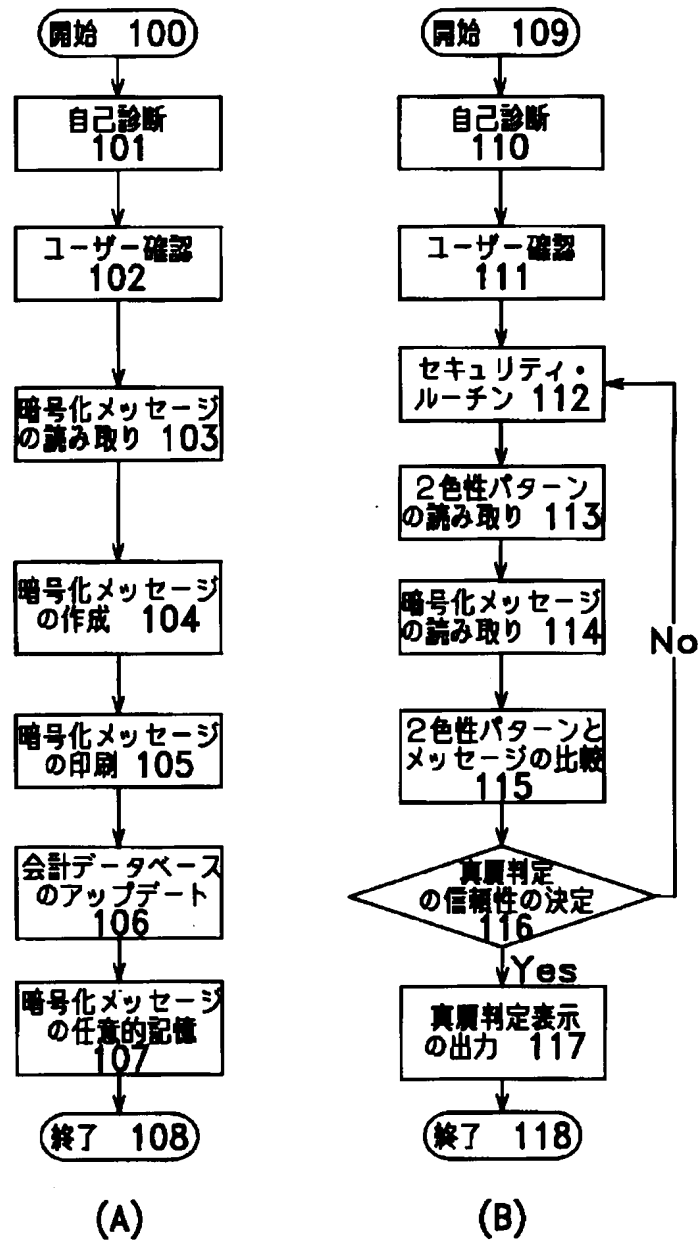 開始 100
自己診断
101
ユーザー確認
102
暗号化メッセージ
の読み取り 103
暗号化メッセージ
の作成 104
暗号化メッセージ
の印刷 105
会計データベース
のアップデート
106
暗号化メッセージ
の任意的記憶
107
終了 108
(A)
開始 109
自己診断
110
ユーザー確認
111
セキュリティ・
ルーチン 112
2色性パターン
の読み取り 113
暗号化メッセージ
の読み取り 114
2色性パターンと
メッセージの比較
115
真贋判定
の信頼性の決定
116
No
Yes
真贋判定表示
の出力 117
終了 118
(B)